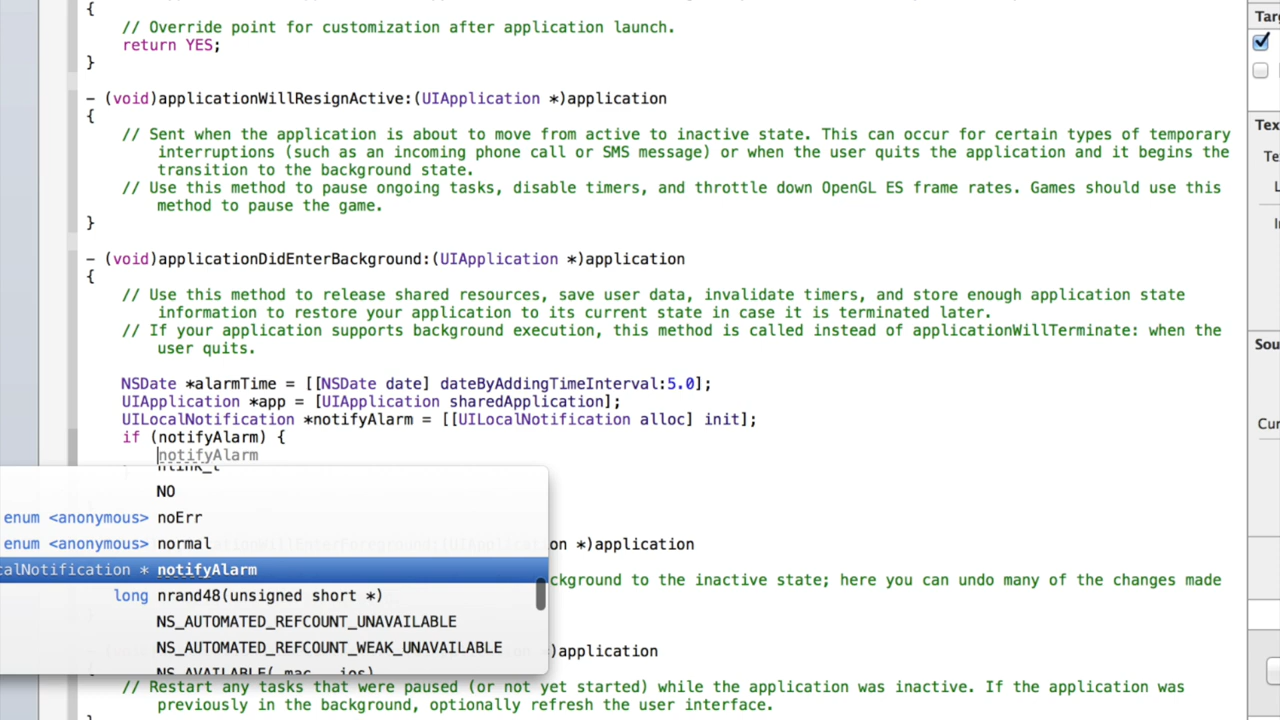 {
// Override point for customization after application launch.
return YES;
}
- (void)applicationWillResignActive:(UIApplication *)application
{
// Sent when the application is about to move from active to inactive state. This can occur for certain types of temporary
interruptions (such as an incoming phone call or SMS message) or when the user quits the application and it begins the
transition to the background state.
// Use this method to pause ongoing tasks, disable timers, and throttle down OpenGL ES frame rates. Games should use this
method to pause the game.
}
- (void)applicationDidEnterBackground:(UIApplication *)application
{
// Use this method to release shared resources, save user data, invalidate timers, and store enough application state
information to restore your application to its current state in case it is terminated later.
// If your application supports background execution, this method is called instead of applicationWillTerminate: when the
user quits.
NSDate *alarmTime = [[NSDate date] dateByAddingTimeInterval:5.0];
UIApplication *app = [UIApplication sharedApplication];
UILocalNotification *notifyAlarm = [[UILocalNotification alloc] init];
if (notifyAlarm) {
notifyAlarm
nlink_t
NO
enum <anonymous> noErr
enum <anonymous> normal
calNotification * notifyAlarm
long nrand48(unsigned short *)
NS_AUTOMATED_REFCOUNT_UNAVAILABLE
NS_AUTOMATED_REFCOUNT_WEAK_UNAVAILABLE
NS_AVAILABLE(_mac, _ios)
on *)application
ckground to the inactive state; here you can undo many of the changes made
*)application
{
// Restart any tasks that were paused (or not yet started) while the application was inactive. If the application was
previously in the background, optionally refresh the user interface.
}
Targ
Tex
Te
L
I
Sou
Cur